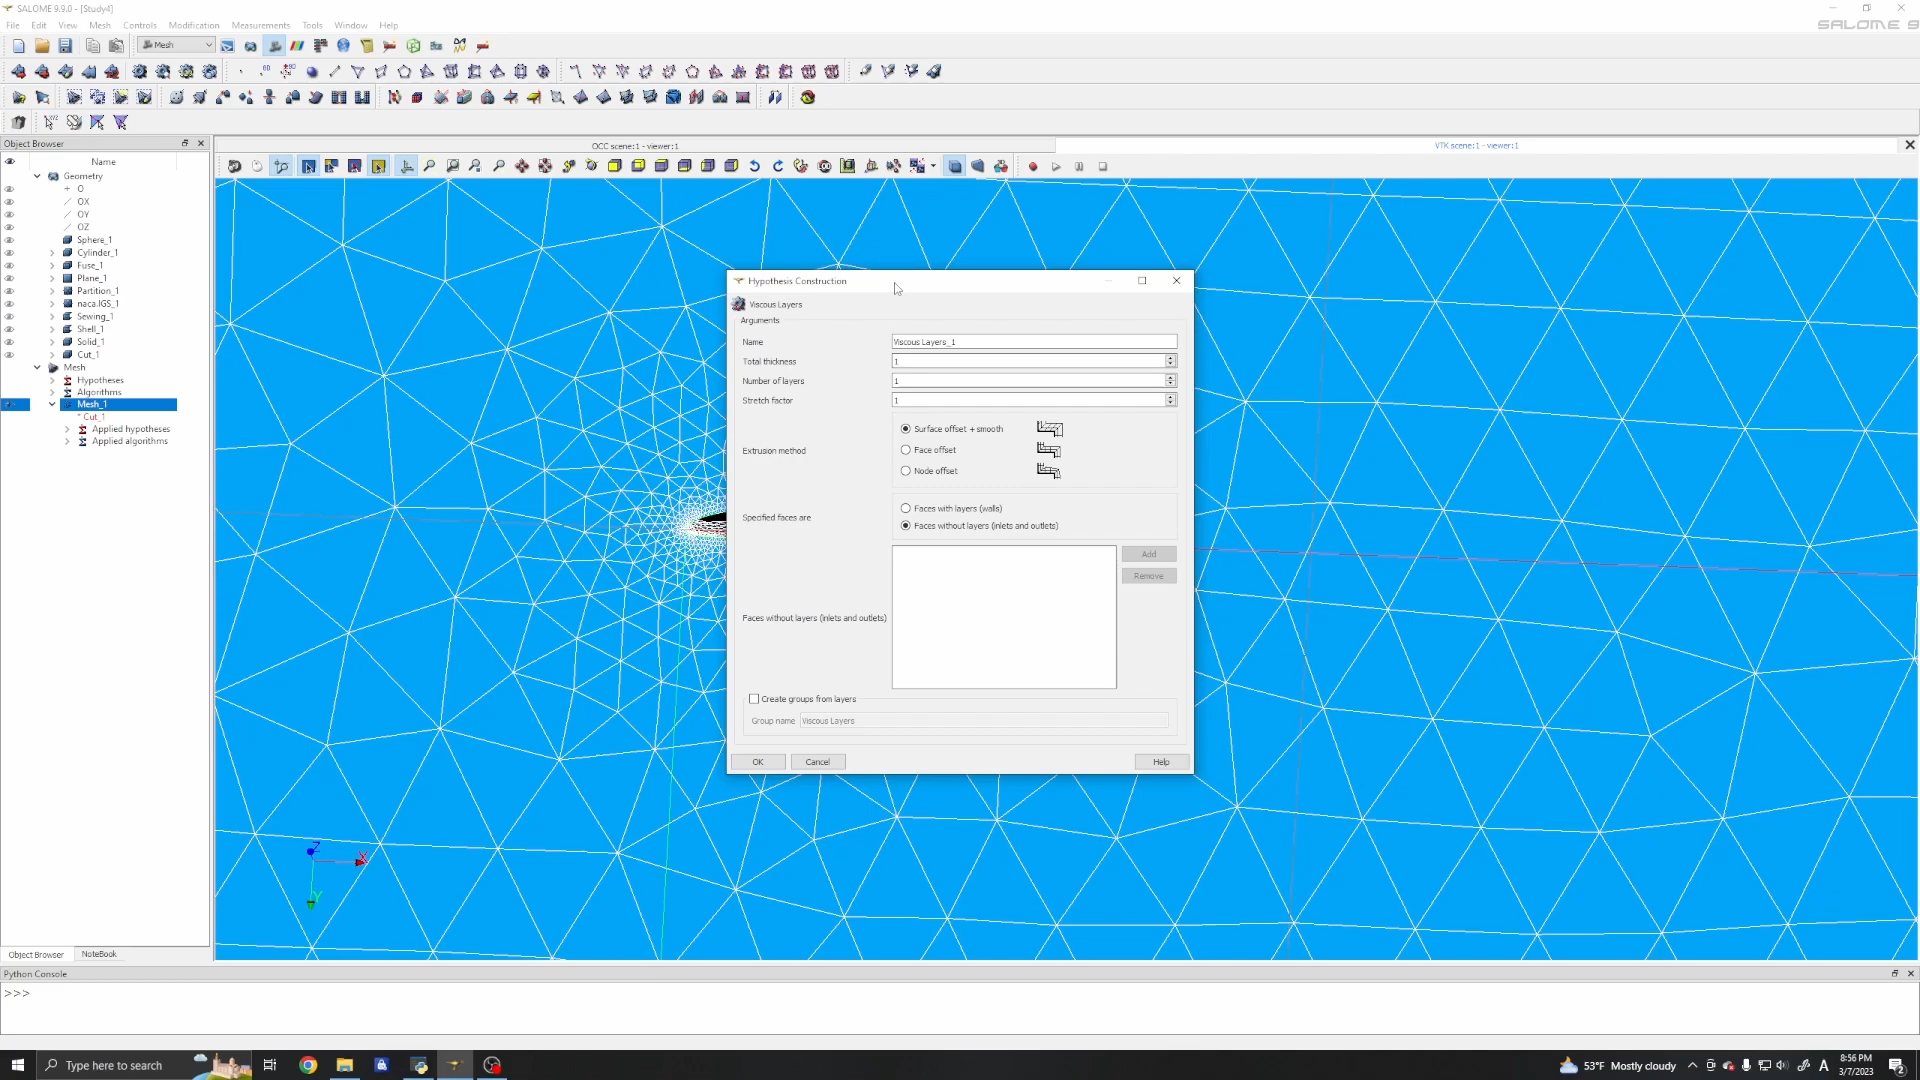 SALOME 9.9.0 - [Study4]
File Edit View Mesh Controls Modification Measurements Tools Window Help
SALOME 9
Mesh
Object Browser
OCC scene:1 - viewer:1
VTK scene:1 - viewer:1
Name
Geometry
O
OX
OY
OZ
Sphere_1
Cylinder_1
Fuse_1
Plane_1
Partition_1
naca.IGS_1
Sewing_1
Shell_1
Solid_1
Cut_1
Mesh
Hypotheses
Algorithms
Mesh_1
* Cut_1
Applied hypotheses
Applied algorithms
Hypothesis Construction
Viscous Layers
Arguments
Name Viscous Layers_1
Total thickness 1
Number of layers 1
Stretch factor 1
Extrusion method
Surface offset + smooth
Face offset
Node offset
Specified faces are
Faces with layers (walls)
Faces without layers (inlets and outlets)
Faces without layers (inlets and outlets)
Add
Remove
Create groups from layers
Group name Viscous Layers
OK Cancel Help
Z
X
Y
Object Browser NoteBook
Python Console
>>>
Type here to search
53°F Mostly cloudy
A
8:56 PM
3/7/2023
2